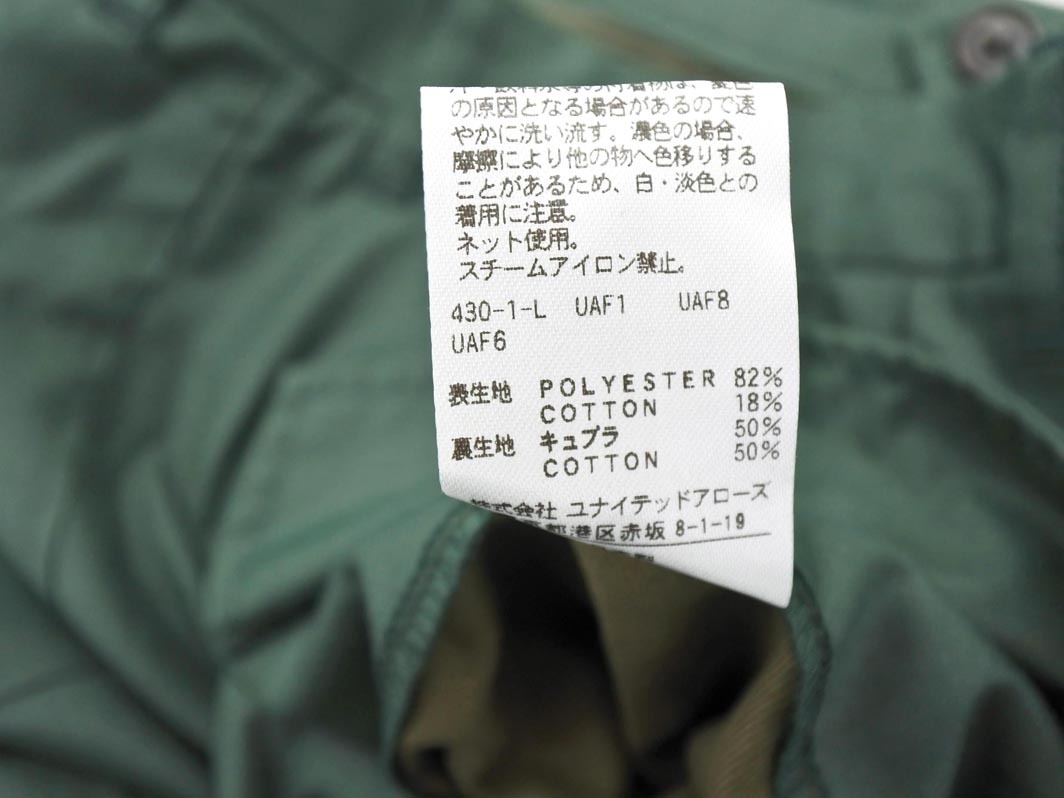 の原因となる場合があるので速
やかに洗い流す。濃色の場合、
摩擦により他の物へ色移りする
ことがあるため、白・淡色との
着用に注意。
ネット使用。
スチームアイロン禁止。
430-1-L UAF1 UAF8
UAF6
表生地 POLYESTER 82%
COTTON 18%
裏生地 キュプラ 50%
COTTON 50%
株式会社 ユナイテッドアローズ
都港区赤坂 8-1-19